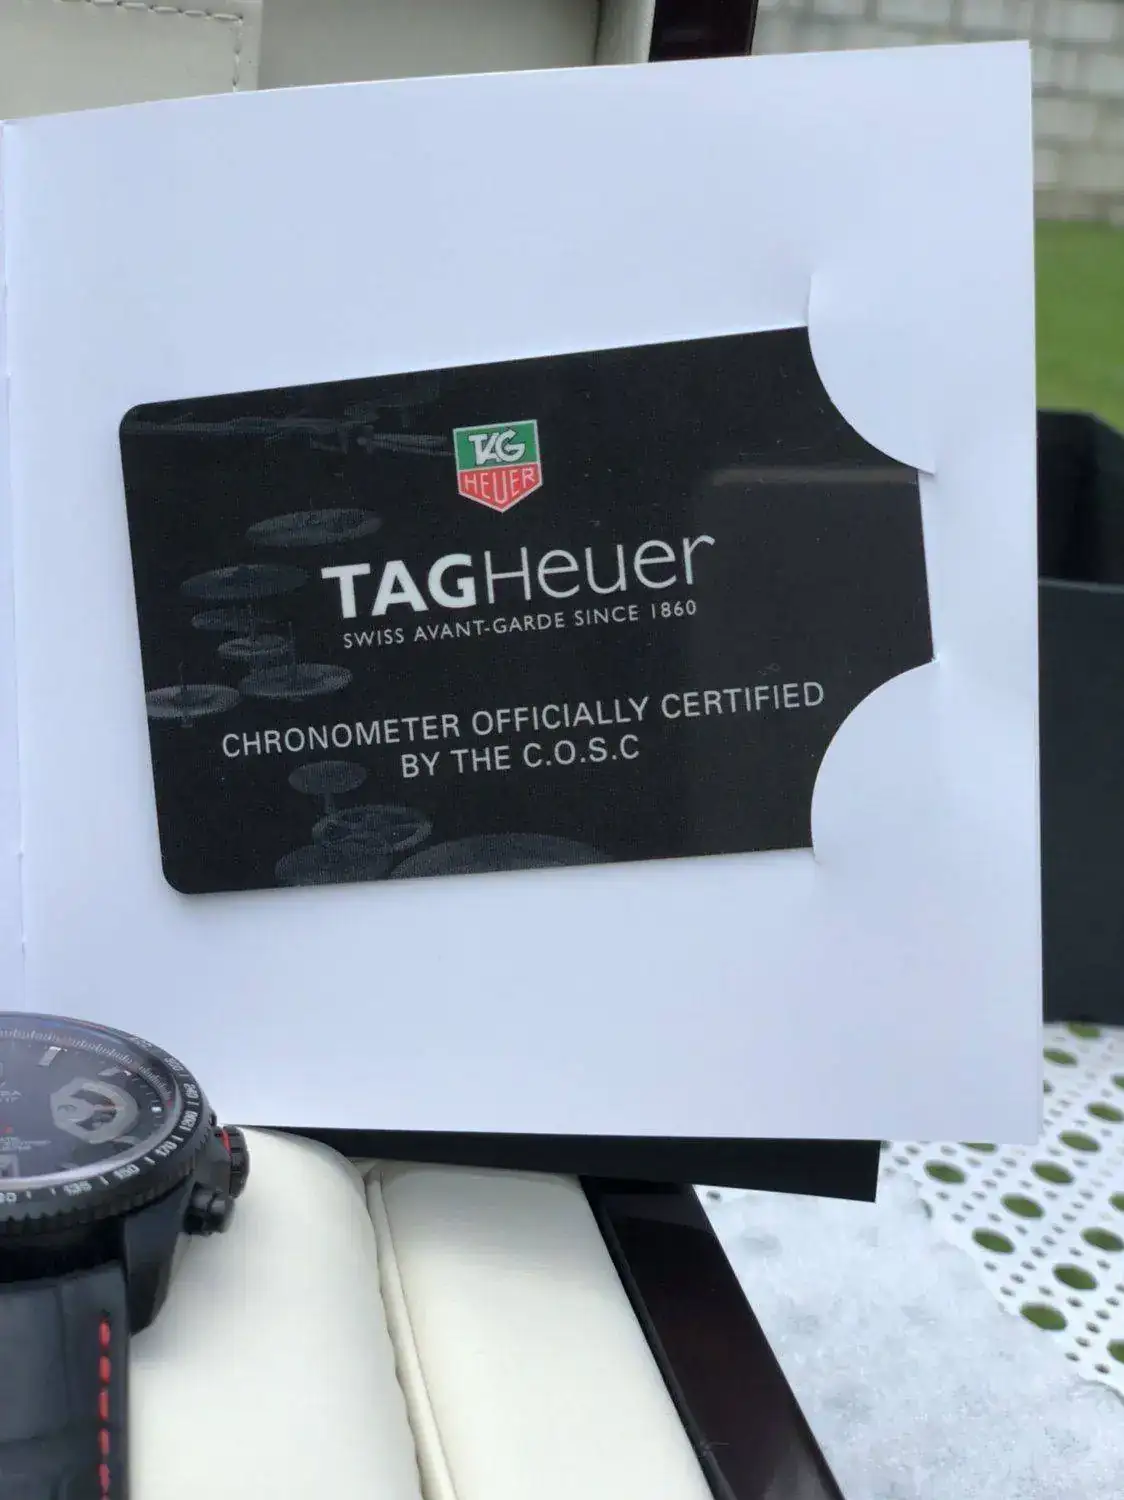 TAG
HEUER
TAGHeuer
SWISS AVANT-GARDE SINCE 1860
CHRONOMETER OFFICIALLY CERTIFIED
BY THE C.O.S.C